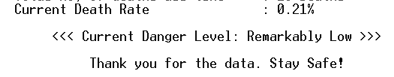 Current Death Rate : 0.21%
<<< Current Danger Level: Remarkably Low >>>
Thank you for the data. Stay Safe!